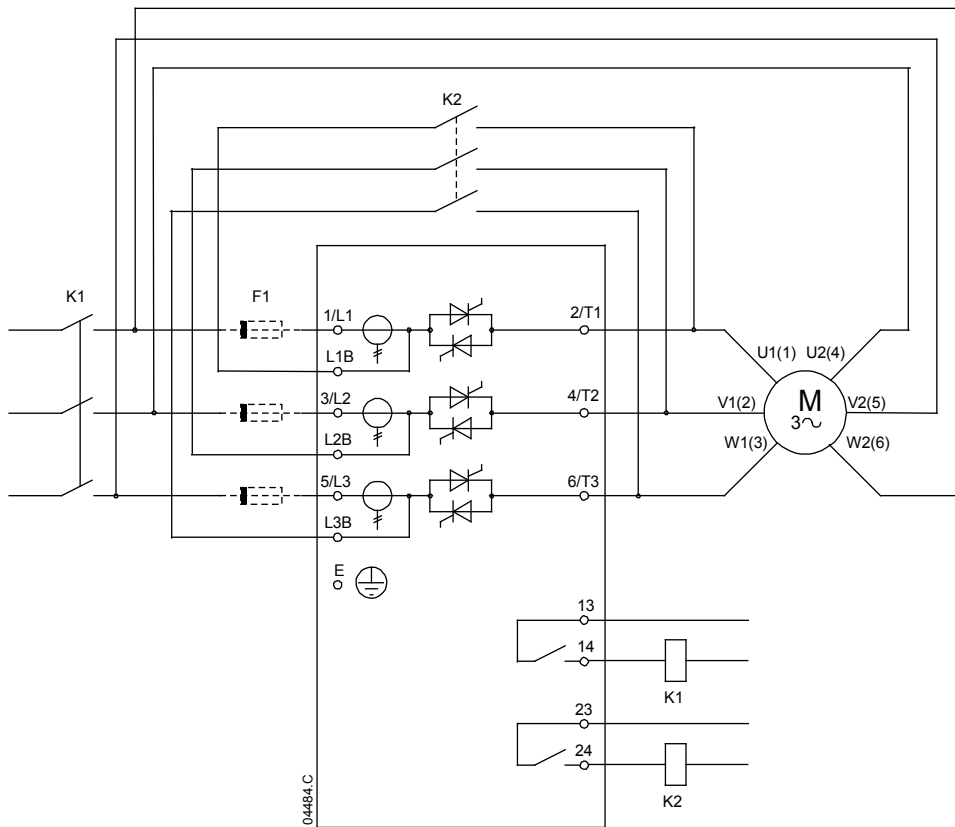 K2
K1
F1
1/L1
2/T1
L1B
U1(1) U2(4)
3/L2
4/T2
V1(2)
M
3~
V2(5)
L2B
W1(3)
W2(6)
5/L3
6/T3
L3B
E
13
14
K1
23
24
K2
04484.C